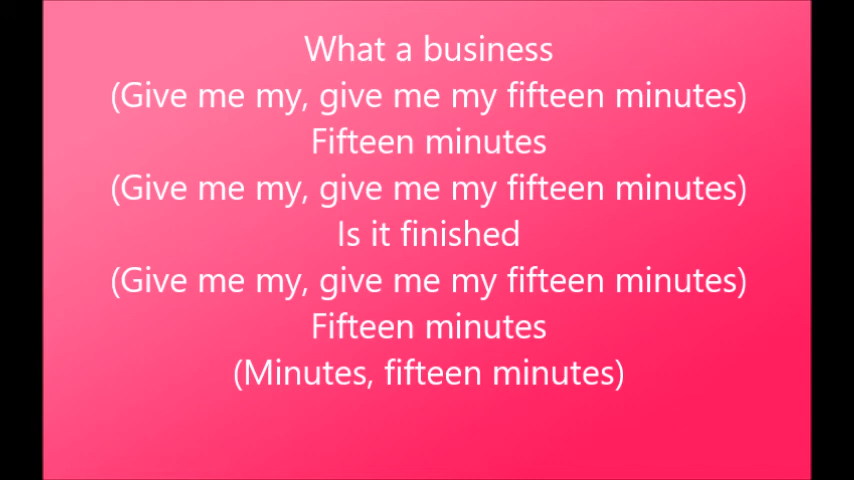 What a business
(Give me my, give me my fifteen minutes)
Fifteen minutes
(Give me my, give me my fifteen minutes)
Is it finished
(Give me my, give me my fifteen minutes)
Fifteen minutes
(Minutes, fifteen minutes)